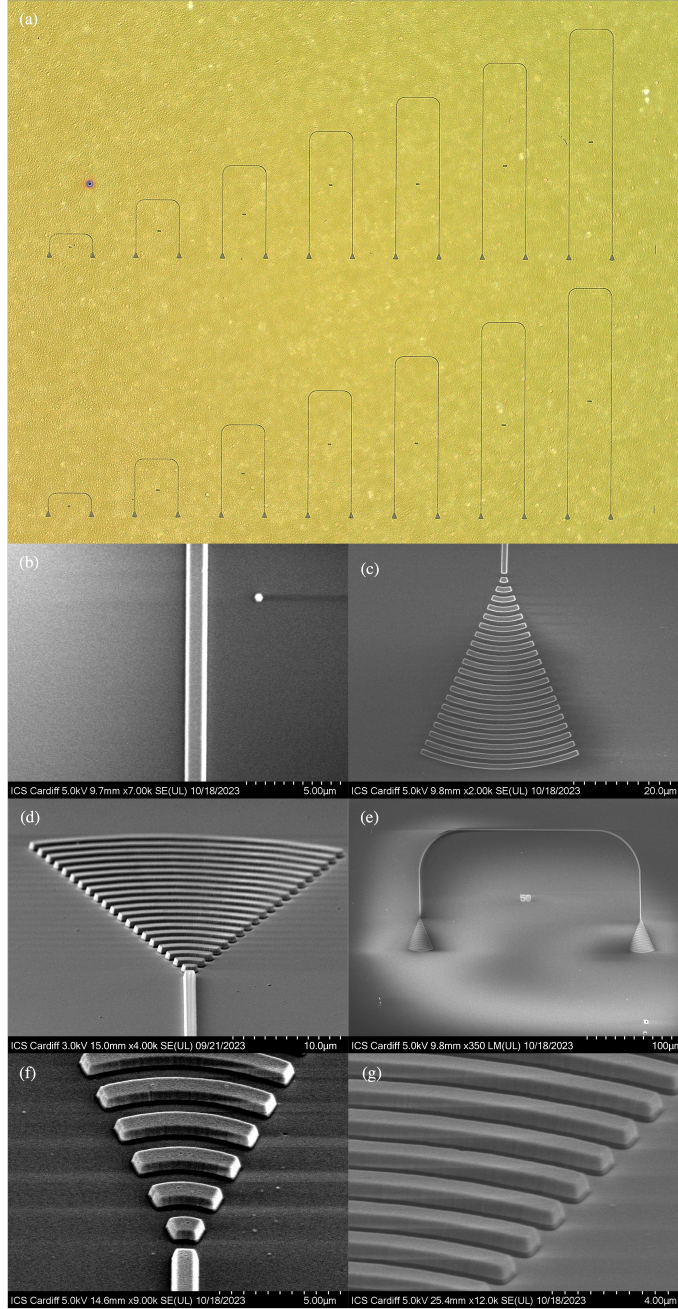 (a)
(b)
(c)
ICS Cardiff 5.0kV 9.7mm x7.00k SE(UL) 10/18/2023 5.00μm
ICS Cardiff 5.0kV 9.8mm x2.00k SE(UL) 10/18/2023 20.0μm
(d)
(e)
50
ICS Cardiff 3.0kV 15.0mm x4.00k SE(UL) 09/21/2023 10.0μm
ICS Cardiff 5.0kV 9.8mm x350 LM(UL) 10/18/2023 100μm
(f)
(g)
ICS Cardiff 5.0kV 14.6mm x9.00k SE(UL) 10/18/2023 5.00μm
ICS Cardiff 5.0kV 25.4mm x12.0k SE(UL) 10/18/2023 4.00μm